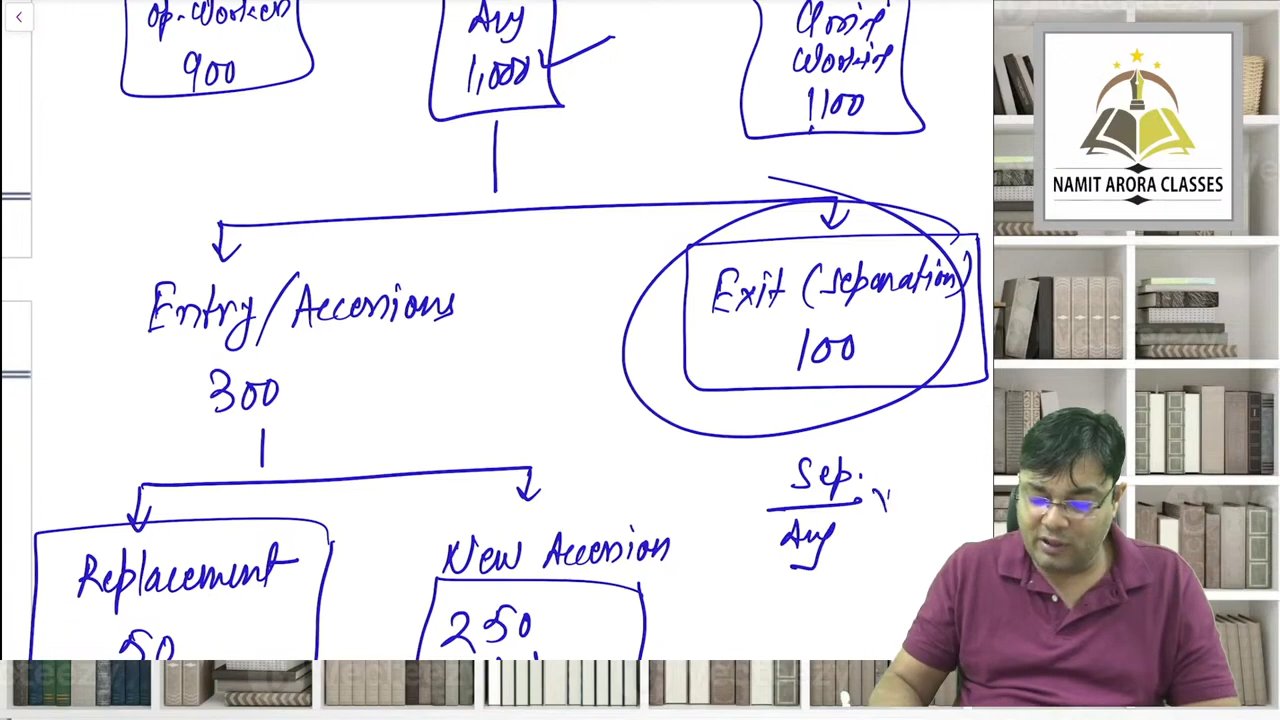 op. Workers
900
Avg
1,000
Closing
Workers
1100
Entry/Accessions
300
Exit (Separation)
100
Replacement
50
New Accession
250
Sep. x
Avg
NAMIT ARORA CLASSES